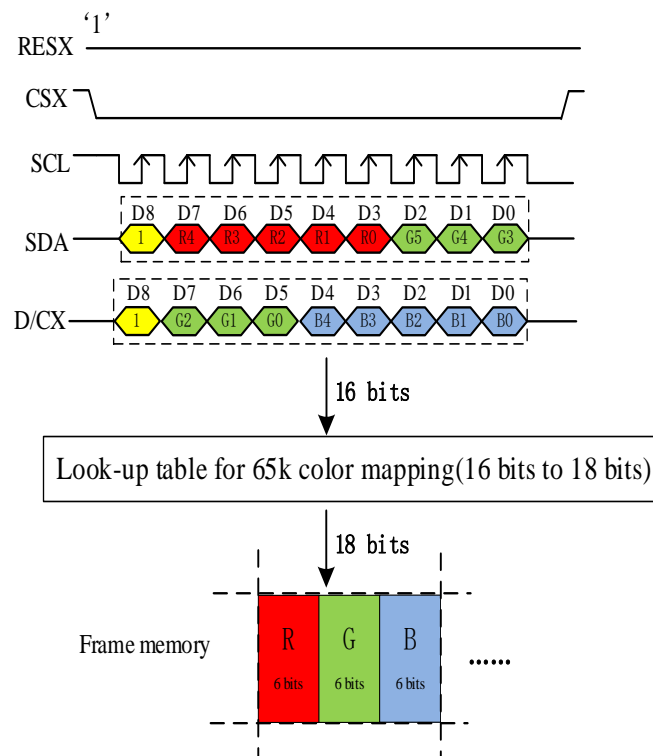 ‘1’
RESX
CSX
SCL
D8 D7 D6 D5 D4 D3 D2 D1 D0
SDA 1 R4 R3 R2 R1 R0 G5 G4 G3
D8 D7 D6 D5 D4 D3 D2 D1 D0
D/CX 1 G2 G1 G0 B4 B3 B2 B1 B0
16 bits
Look-up table for 65k color mapping(16 bits to 18 bits)
18 bits
Frame memory R G B ......
6 bits 6 bits 6 bits